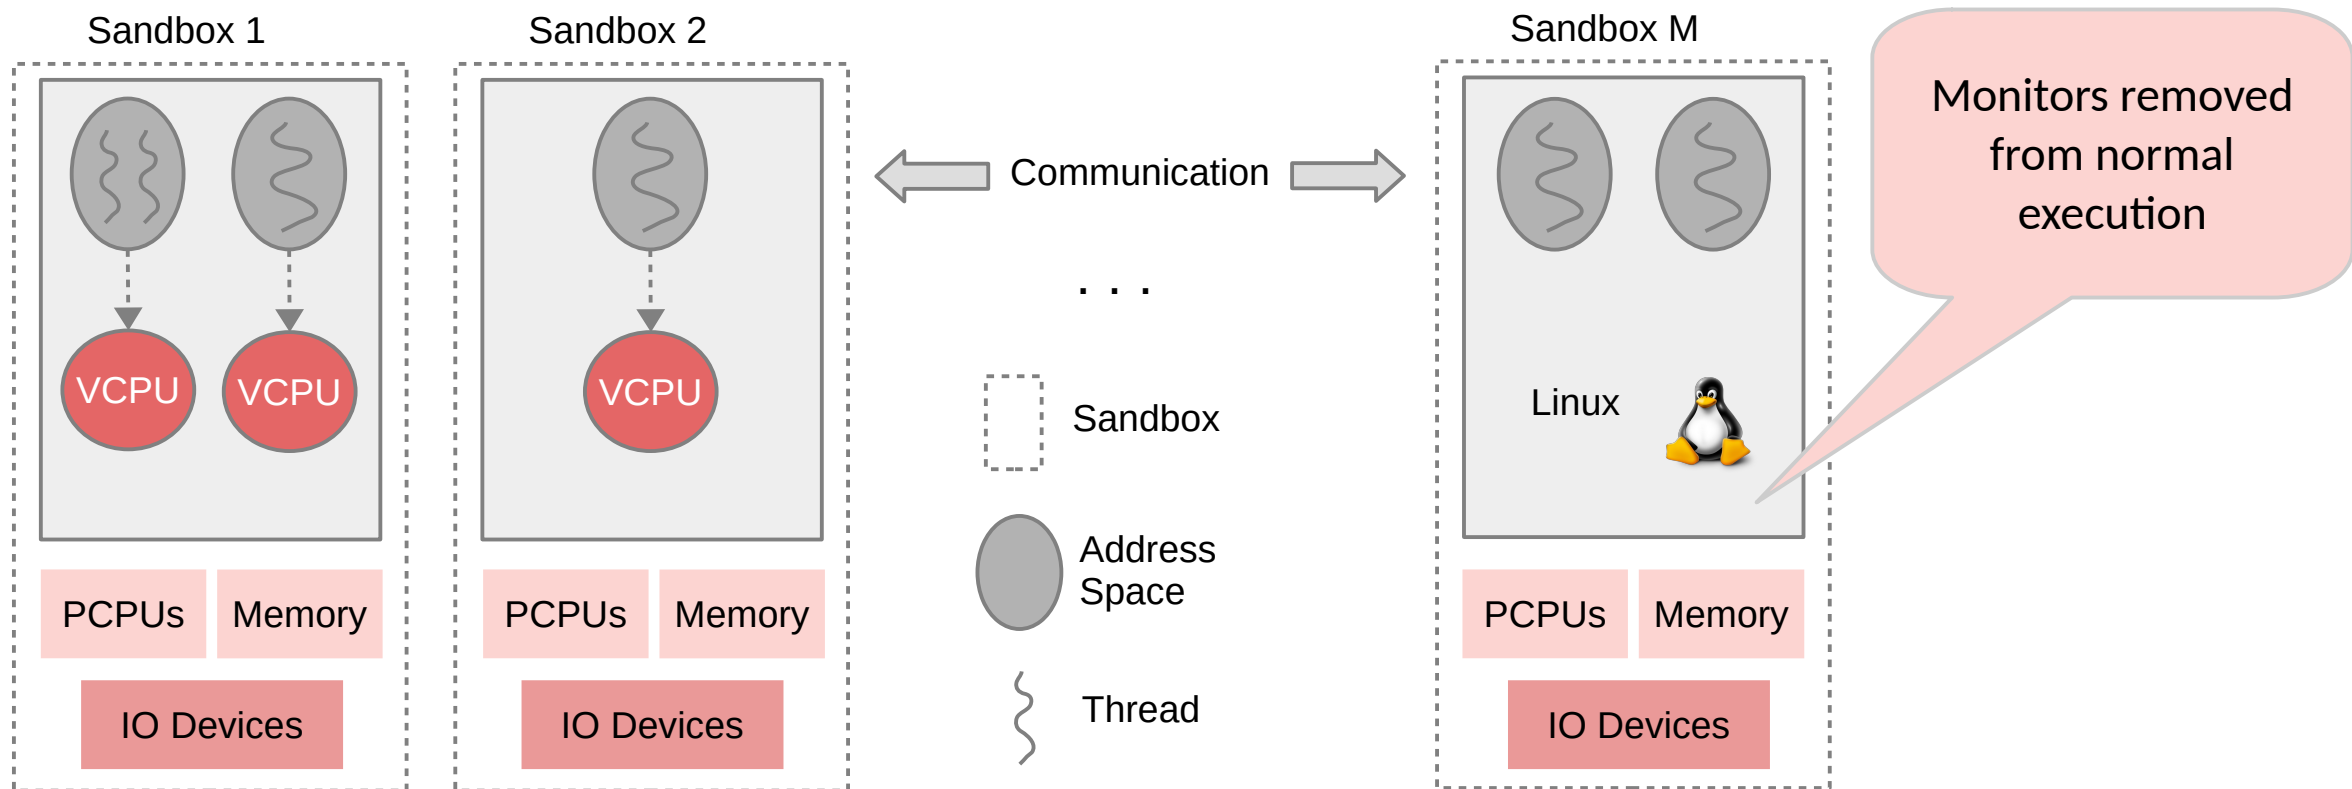 Sandbox 1
Sandbox 2
Sandbox M
Monitors removed
from normal
execution
Communication
. . .
VCPU
VCPU
VCPU
Linux
Sandbox
Address
Space
Thread
PCPUs
Memory
PCPUs
Memory
PCPUs
Memory
IO Devices
IO Devices
IO Devices